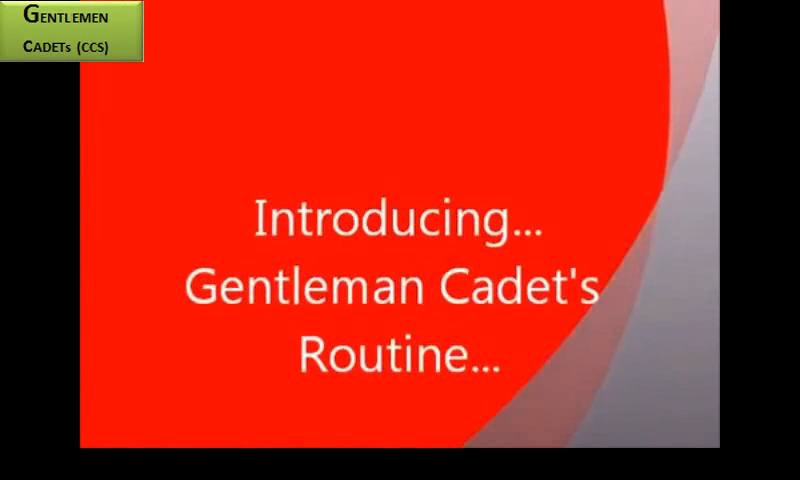 GENTLEMEN
CADETs (CCS)
Introducing...
Gentleman Cadet's
Routine...